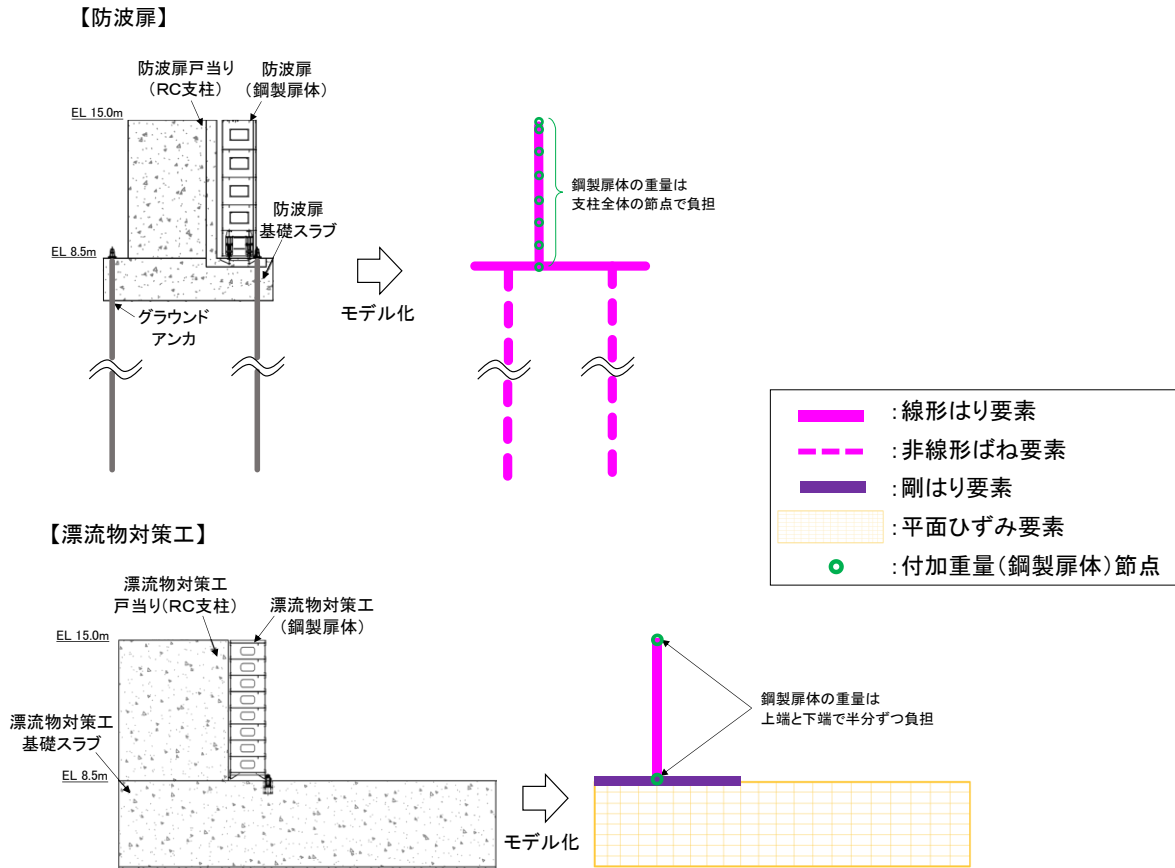 【防波扉】
防波扉戸当り
(RC支柱)
防波扉
(鋼製扉体)
EL 15.0m
防波扉
基礎スラブ
EL 8.5m
グラウンド
アンカ
モデル化
鋼製扉体の重量は
支柱全体の節点で負担
:線形はり要素
:非線形ばね要素
:剛はり要素
:平面ひずみ要素
:付加重量(鋼製扉体)節点
【漂流物対策工】
漂流物対策工
戸当り(RC支柱)
漂流物対策工
(鋼製扉体)
EL 15.0m
漂流物対策工
基礎スラブ
EL 8.5m
モデル化
鋼製扉体の重量は
上端と下端で半分ずつ負担